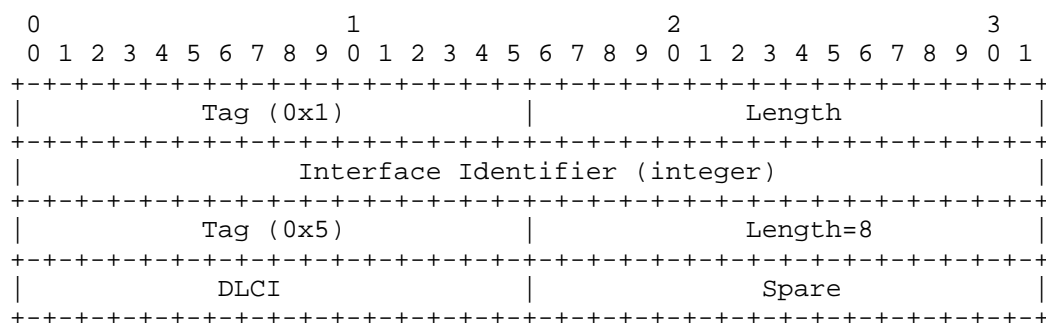 0                   1                   2                   3
 0 1 2 3 4 5 6 7 8 9 0 1 2 3 4 5 6 7 8 9 0 1 2 3 4 5 6 7 8 9 0 1
+-+-+-+-+-+-+-+-+-+-+-+-+-+-+-+-+-+-+-+-+-+-+-+-+-+-+-+-+-+-+-+-+
|           Tag (0x1)           |             Length            |
+-+-+-+-+-+-+-+-+-+-+-+-+-+-+-+-+-+-+-+-+-+-+-+-+-+-+-+-+-+-+-+-+
|                 Interface Identifier (integer)                |
+-+-+-+-+-+-+-+-+-+-+-+-+-+-+-+-+-+-+-+-+-+-+-+-+-+-+-+-+-+-+-+-+
|           Tag (0x5)           |             Length=8          |
+-+-+-+-+-+-+-+-+-+-+-+-+-+-+-+-+-+-+-+-+-+-+-+-+-+-+-+-+-+-+-+-+
|            DLCI               |              Spare            |
+-+-+-+-+-+-+-+-+-+-+-+-+-+-+-+-+-+-+-+-+-+-+-+-+-+-+-+-+-+-+-+-+